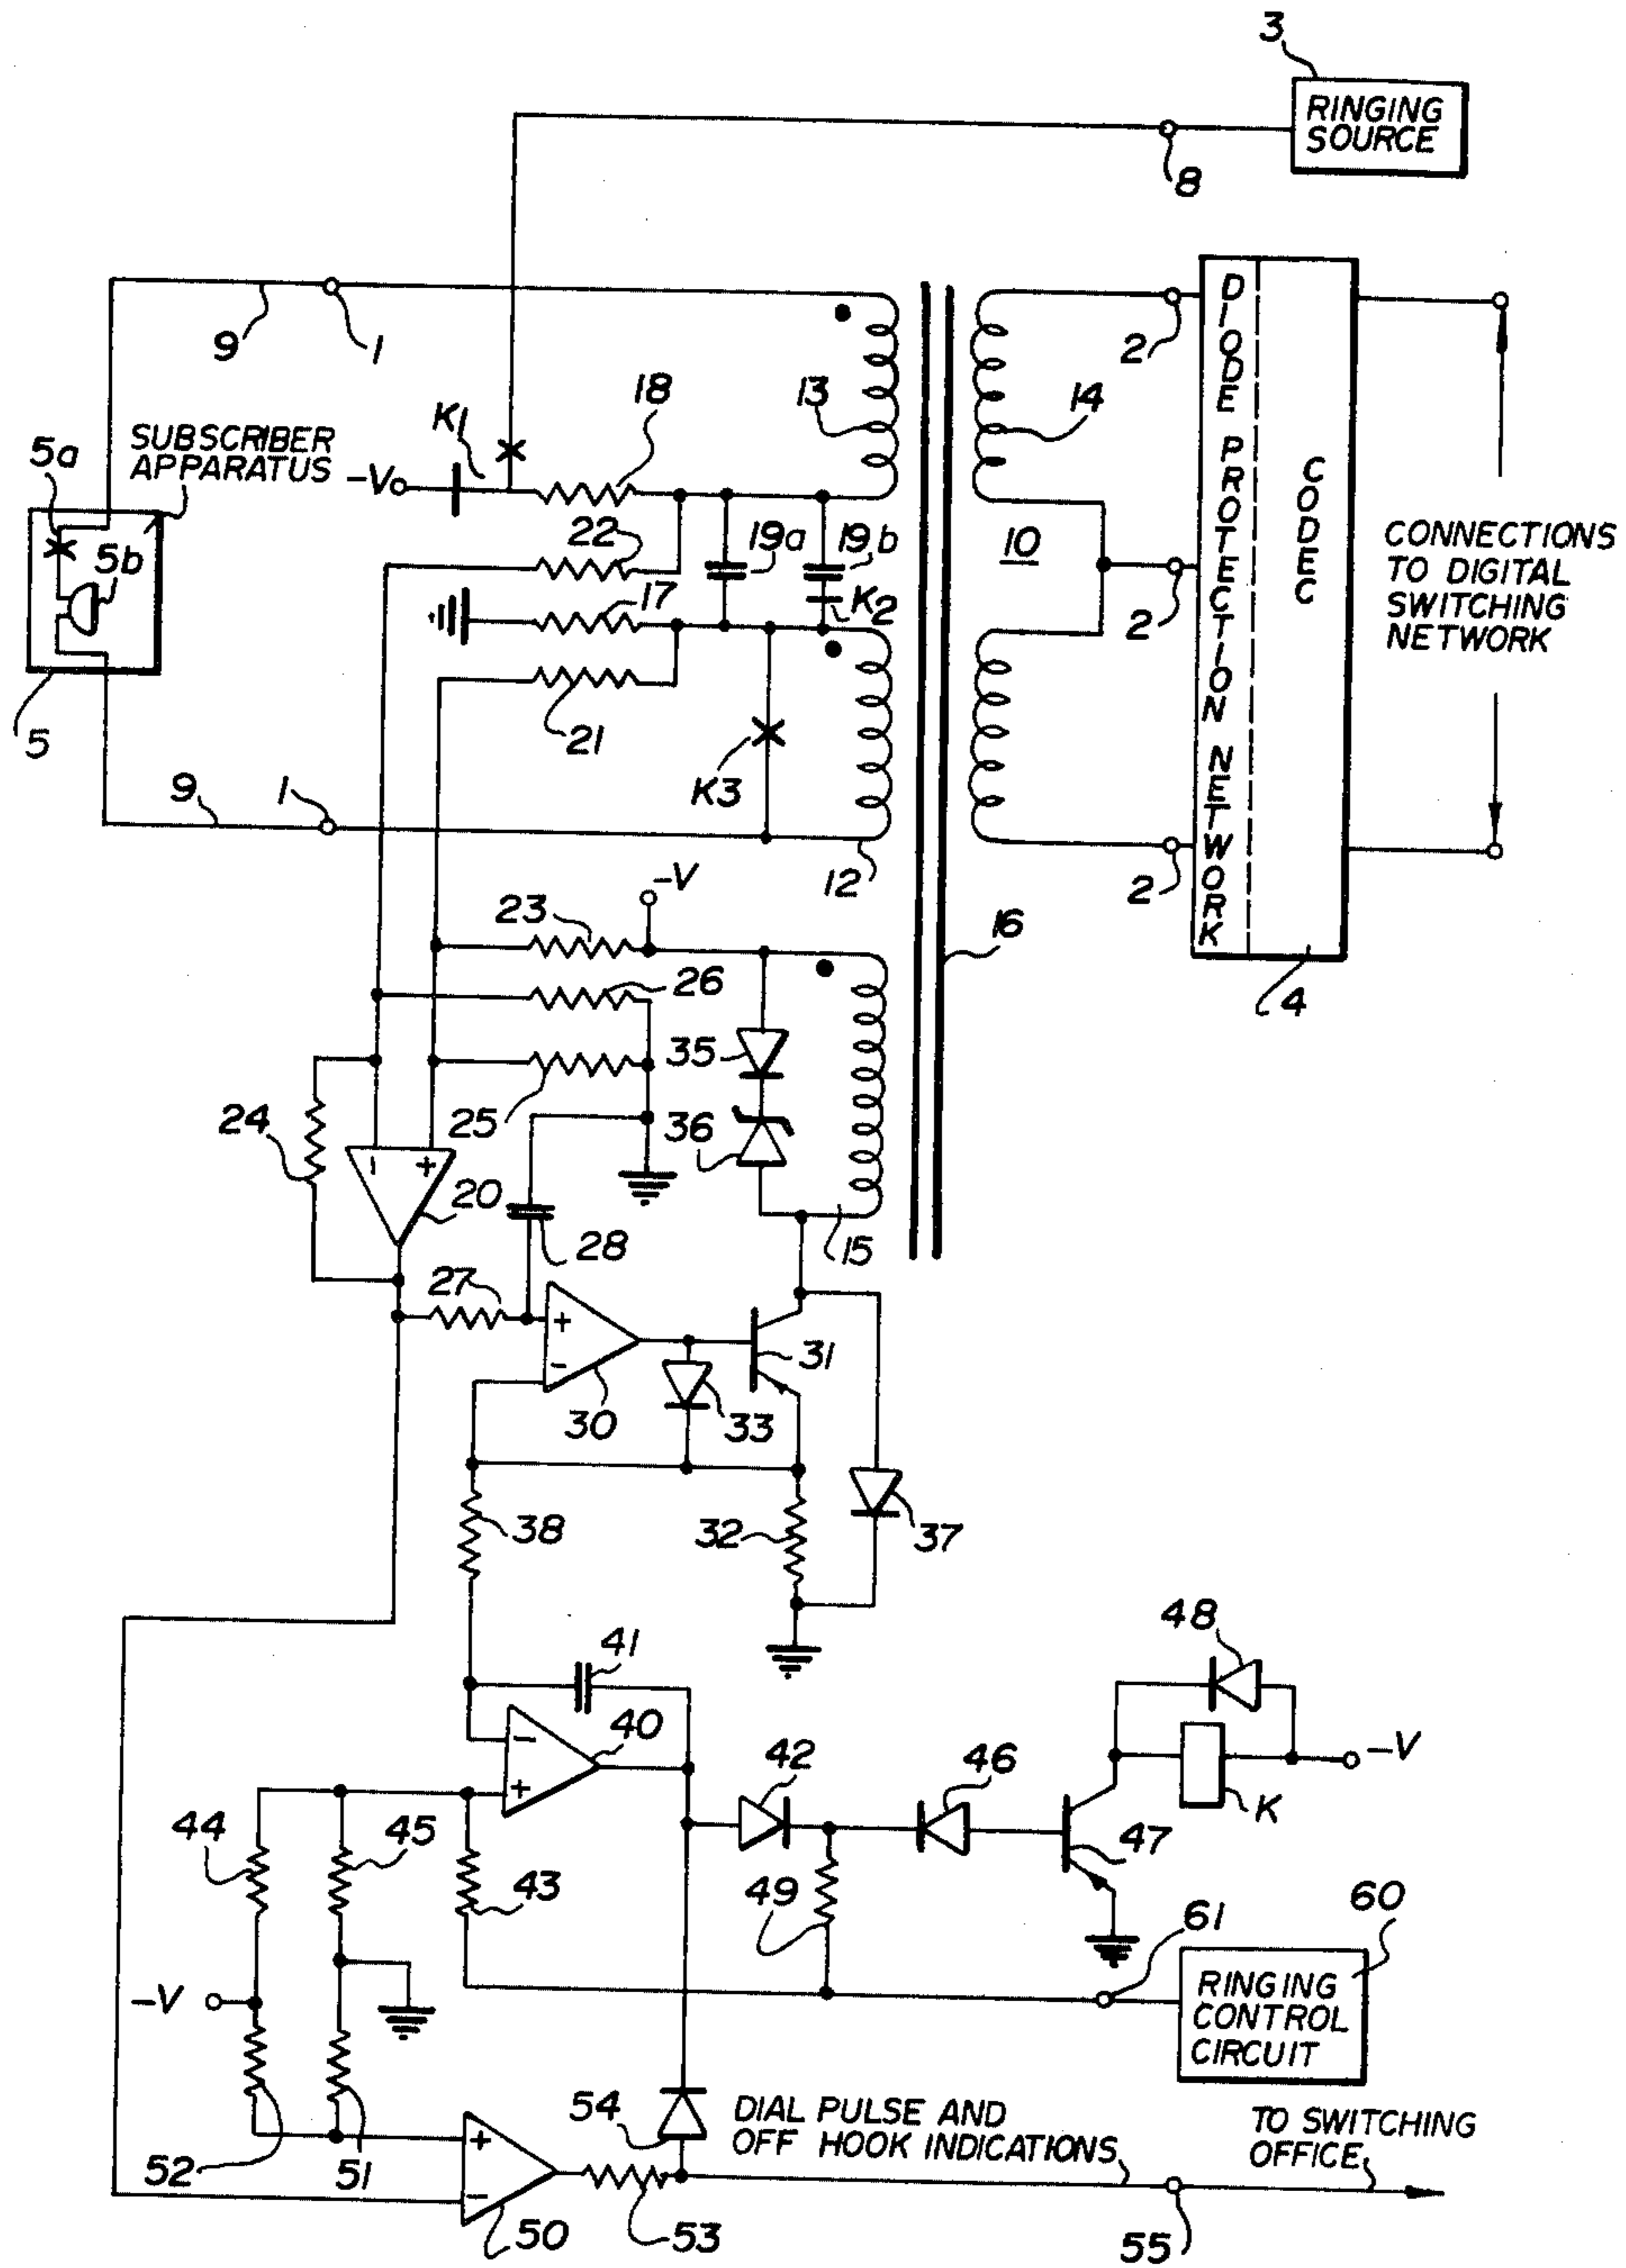 3
RINGING
SOURCE
8
9
1
2
13
14
18
K1
SUBSCRIBER
APPARATUS
5a
-V
22
19a
19b
10
5b
17
K2
2
21
5
K3
9
1
12
2
DIODE PROTECTION NETWORK
CODEC
CONNECTIONS
TO DIGITAL
SWITCHING
NETWORK
-V
23
16
26
4
35
25
36
24
- +
20
28
15
27
+
-
31
30
33
38
32
37
48
41
40
-
+
42
46
-V
K
44
45
43
49
47
61
60
-V
RINGING
CONTROL
CIRCUIT
54
DIAL PULSE AND
OFF HOOK INDICATIONS
TO SWITCHING
OFFICE
+
-
52
51
50
53
55